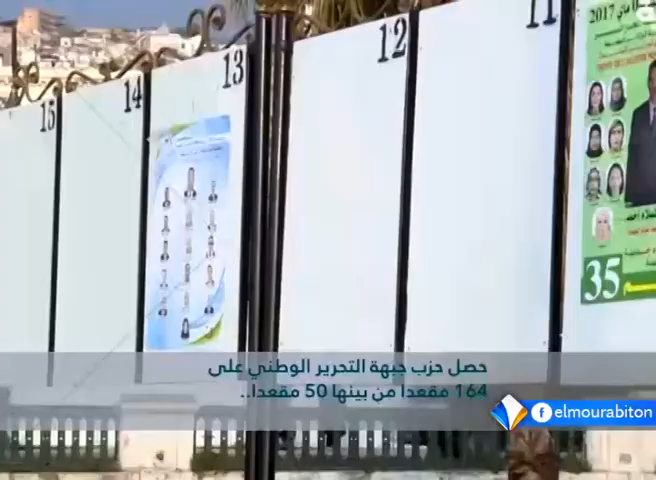 15
14
13
12
11
2017
35
حصل حزب جبهة التحرير الوطني على
164 مقعدا من بينها 50 مقعدا..
elmourabiton